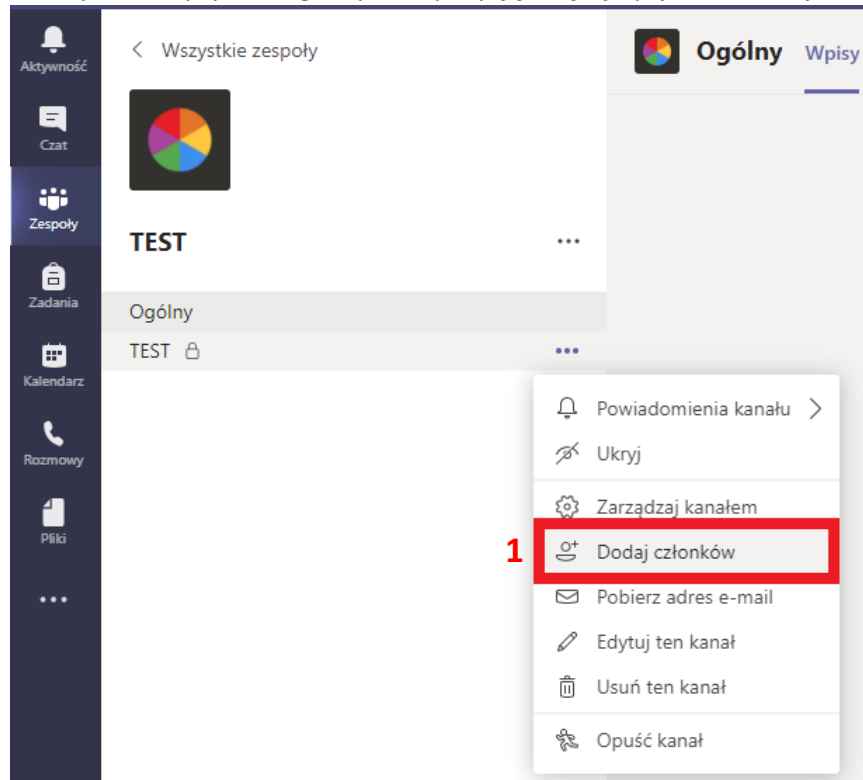 Aktywność
Czat
Zespoły
Zadania
Kalendarz
Rozmowy
Pliki
Wszystkie zespoły
TEST
Ogólny
TEST
Ogólny Wpisy
Powiadomienia kanału
Ukryj
Zarządzaj kanałem
1 Dodaj członków
Pobierz adres e-mail
Edytuj ten kanał
Usuń ten kanał
Opuść kanał